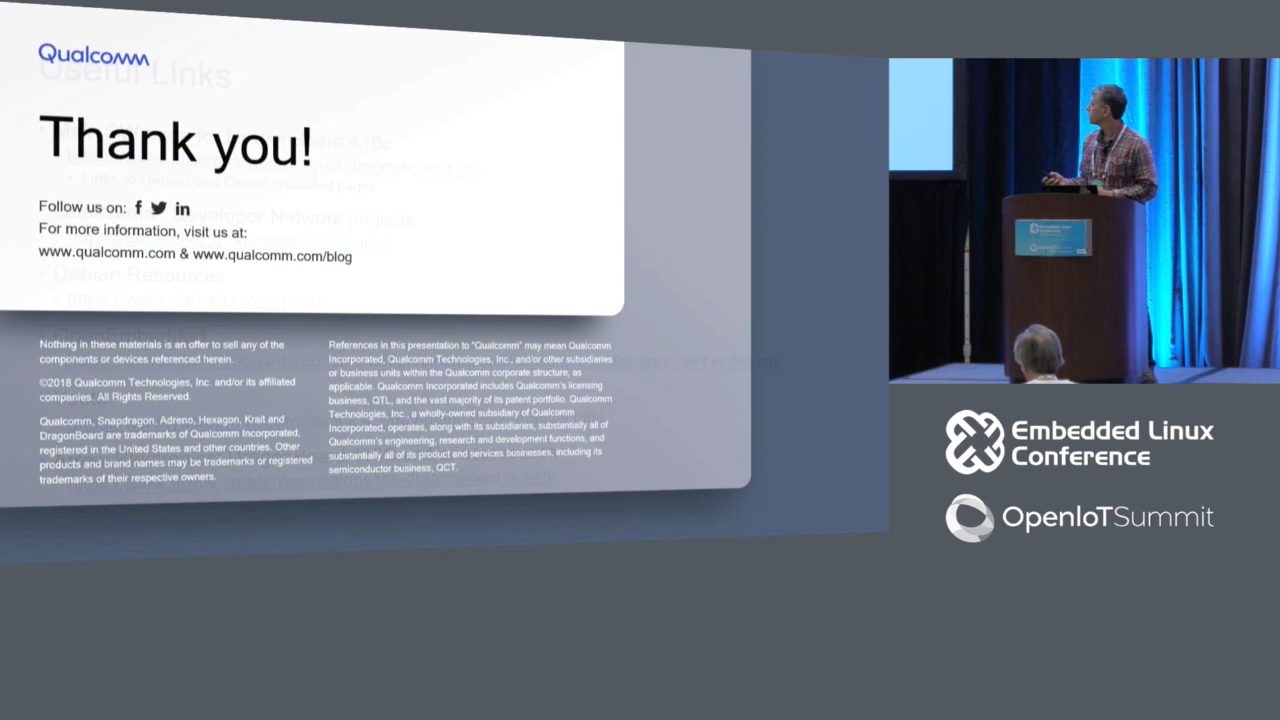 Qualcomm
Useful Links
Thank you!
Follow us on:
For more information, visit us at:
www.qualcomm.com & www.qualcomm.com/blog
Developer Network projects
Debian Resources
Nothing in these materials is an offer to sell any of the
components or devices referenced herein.
©2018 Qualcomm Technologies, Inc. and/or its affiliated
companies. All Rights Reserved.
Qualcomm, Snapdragon, Adreno, Hexagon, Krait and
DragonBoard are trademarks of Qualcomm Incorporated,
registered in the United States and other countries. Other
products and brand names may be trademarks or registered
trademarks of their respective owners.
References in this presentation to "Qualcomm" may mean Qualcomm
Incorporated, Qualcomm Technologies, Inc., and/or other subsidiaries
or business units within the Qualcomm corporate structure, as
applicable. Qualcomm Incorporated includes Qualcomm's licensing
business, QTL, and the vast majority of its patent portfolio. Qualcomm
Technologies, Inc., a wholly-owned subsidiary of Qualcomm
Incorporated, operates, along with its subsidiaries, substantially all of
Qualcomm's engineering, research and development functions, and
substantially all of its product and services businesses, including its
semiconductor business, QCT.
Embedded Linux
Conference
OpenIoTSummit